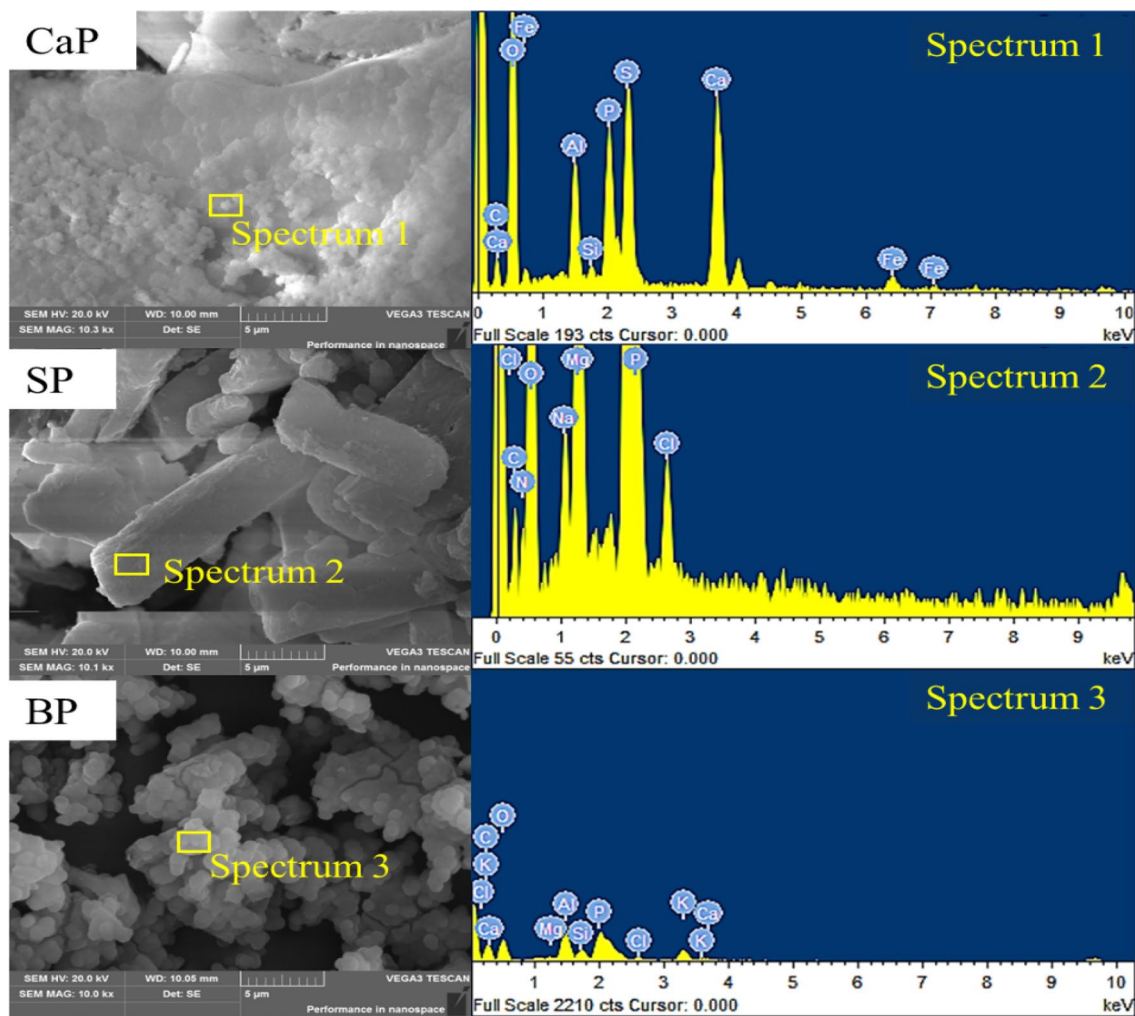 CaP
Spectrum 1
SEM HV: 20.0 kV WD: 10.00 mm VEGA3 TESCAN
SEM MAG: 10.3 kx Det: SE 5 µm
Performance in nanospace
Spectrum 1
Fe
O
S
Ca
P
Al
C
Ca
Si
Fe
Fe
1 2 3 4 5 6 7 8 9 10
Full Scale 193 cts Cursor: 0.000 keV
SP
Spectrum 2
SEM HV: 20.0 kV WD: 10.00 mm VEGA3 TESCAN
SEM MAG: 10.1 kx Det: SE 5 µm Performance in nanospace
Spectrum 2
Cl
Mg
P
O
Na
Cl
C
N
0 1 2 3 4 5 6 7 8 9
Full Scale 55 cts Cursor: 0.000 keV
BP
Spectrum 3
SEM HV: 20.0 kV WD: 10.05 mm VEGA3 TESCAN
SEM MAG: 10.0 kx Det: SE 5 µm
Performance in nanospace
Spectrum 3
O
C
K
Cl
Ca
Mg
Al
Si
P
Cl
K
Ca
K
1 2 3 4 5 6 7 8 9 10
Full Scale 2210 cts Cursor: 0.000 keV